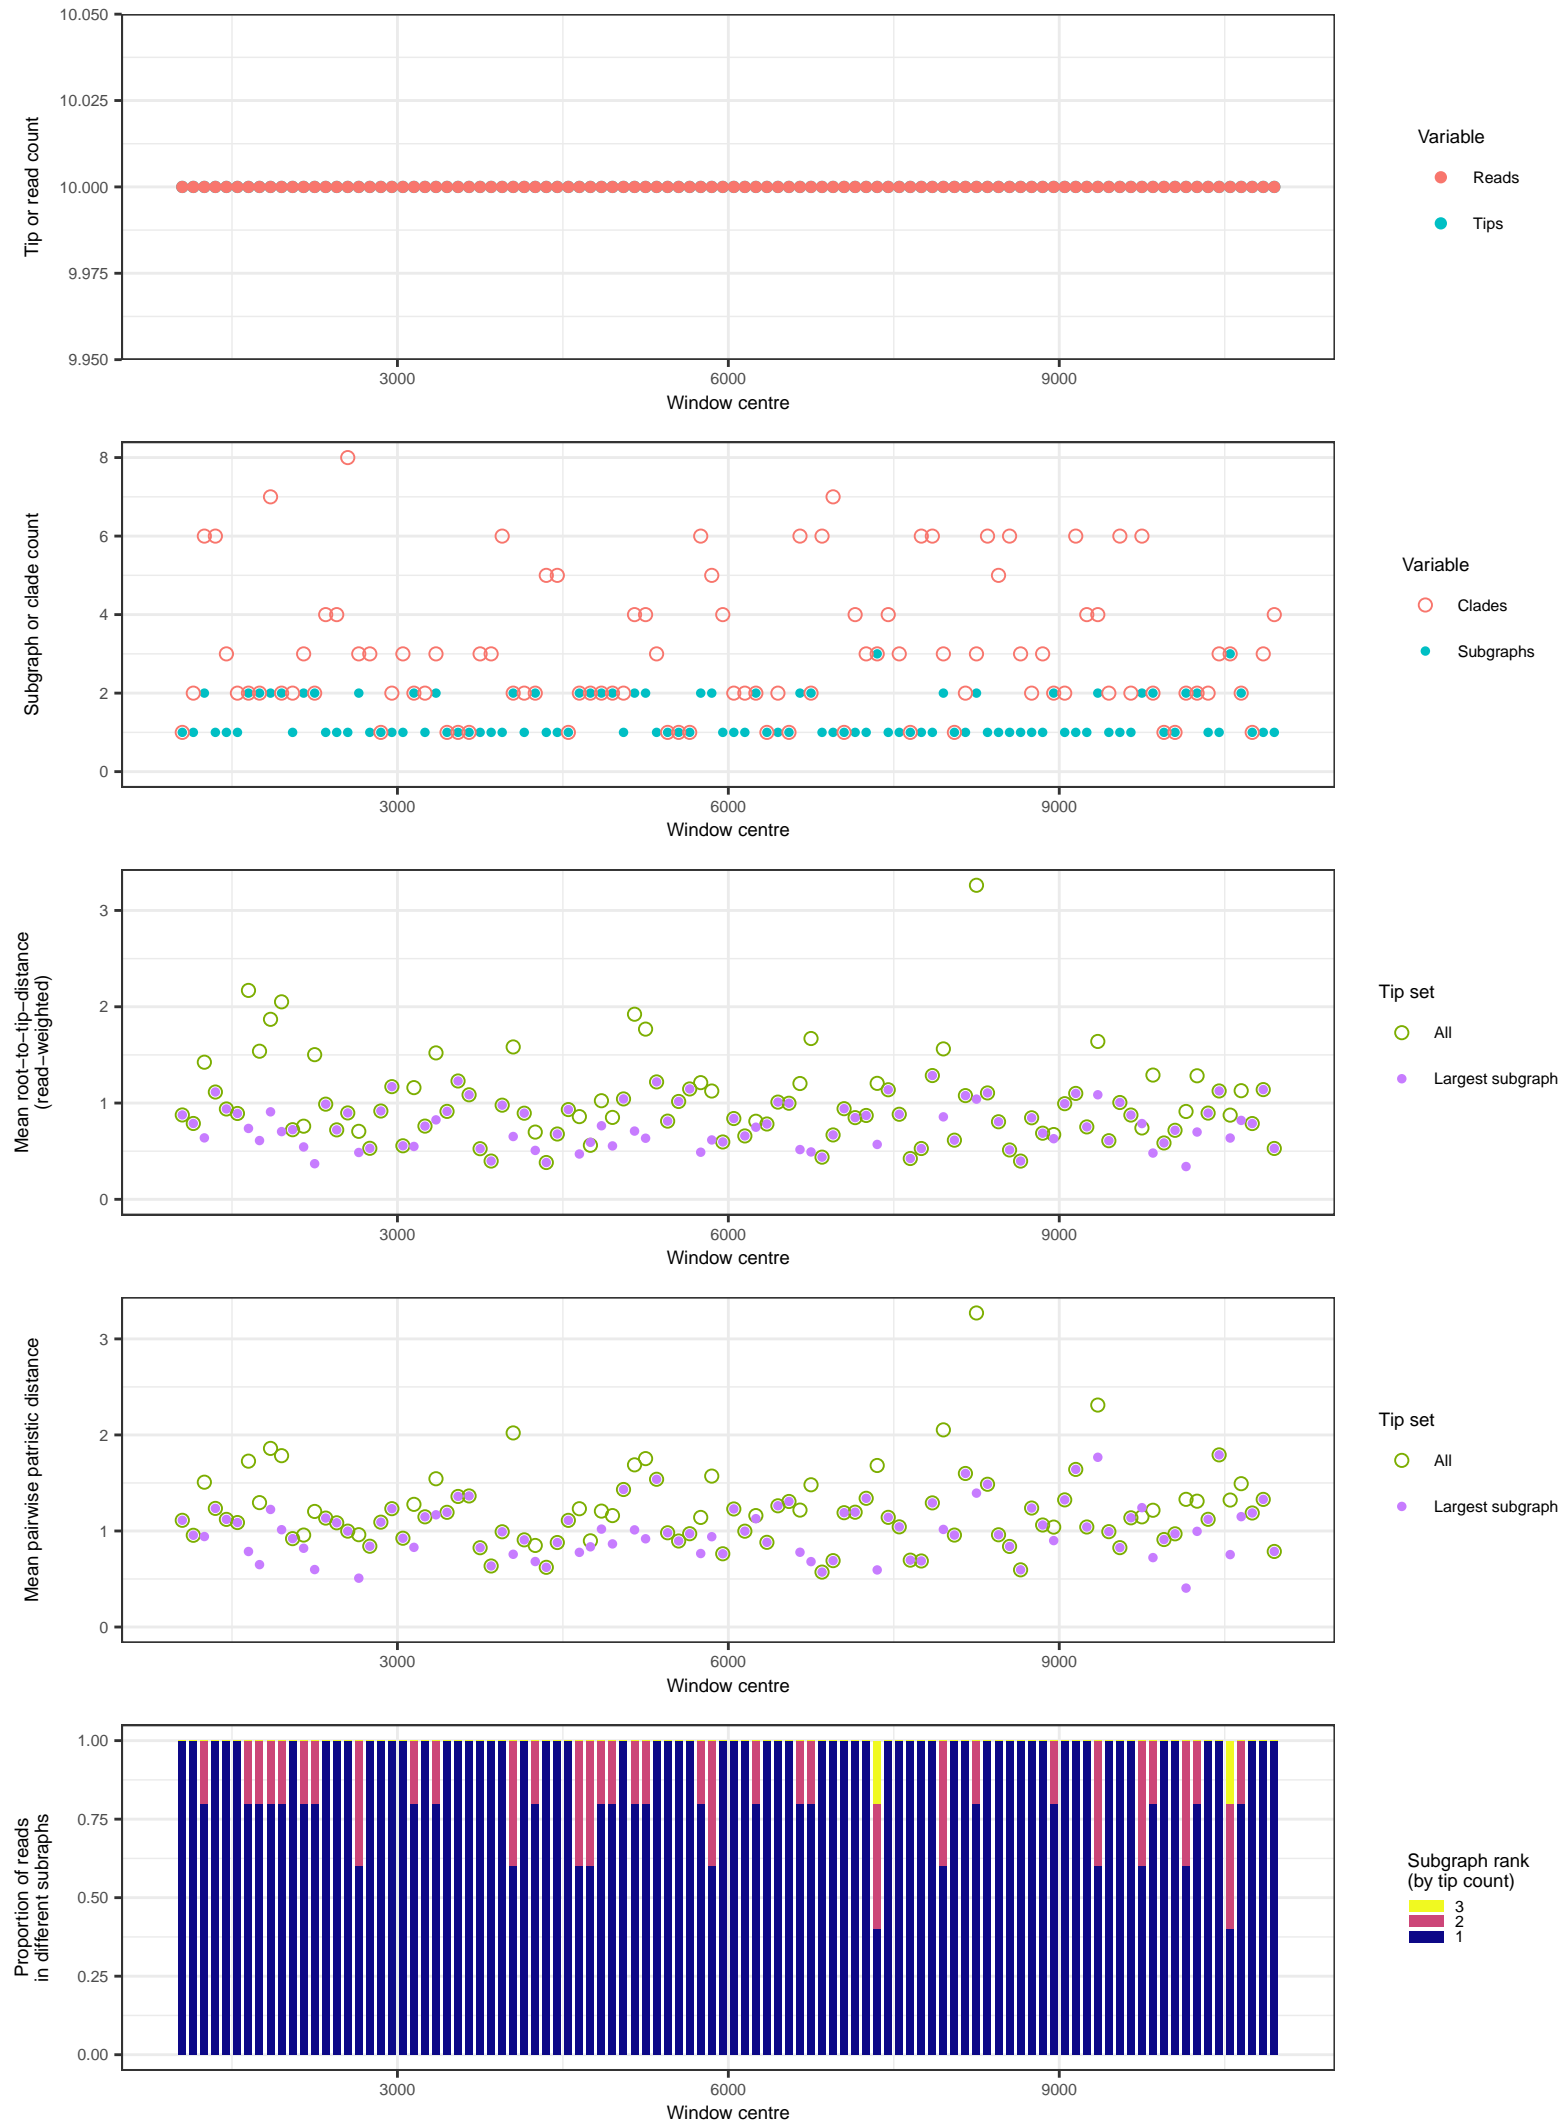 10.050
10.025
10.000
9.975
9.950
Tip or read count
3000
6000
9000
Window centre
Variable
Reads
Tips
8
6
4
2
0
Subgraph or clade count
3000
6000
9000
Window centre
Variable
Clades
Subgraphs
3
2
1
0
Mean root−to−tip−distance
(read−weighted)
3000
6000
9000
Window centre
Tip set
All
Largest subgraph
3
2
1
0
Mean pairwise patristic distance
3000
6000
9000
Window centre
Tip set
All
Largest subgraph
1.00
0.75
0.50
0.25
0.00
Proportion of reads
in different subraphs
3000
6000
9000
Window centre
Subgraph rank
(by tip count)
3
2
1